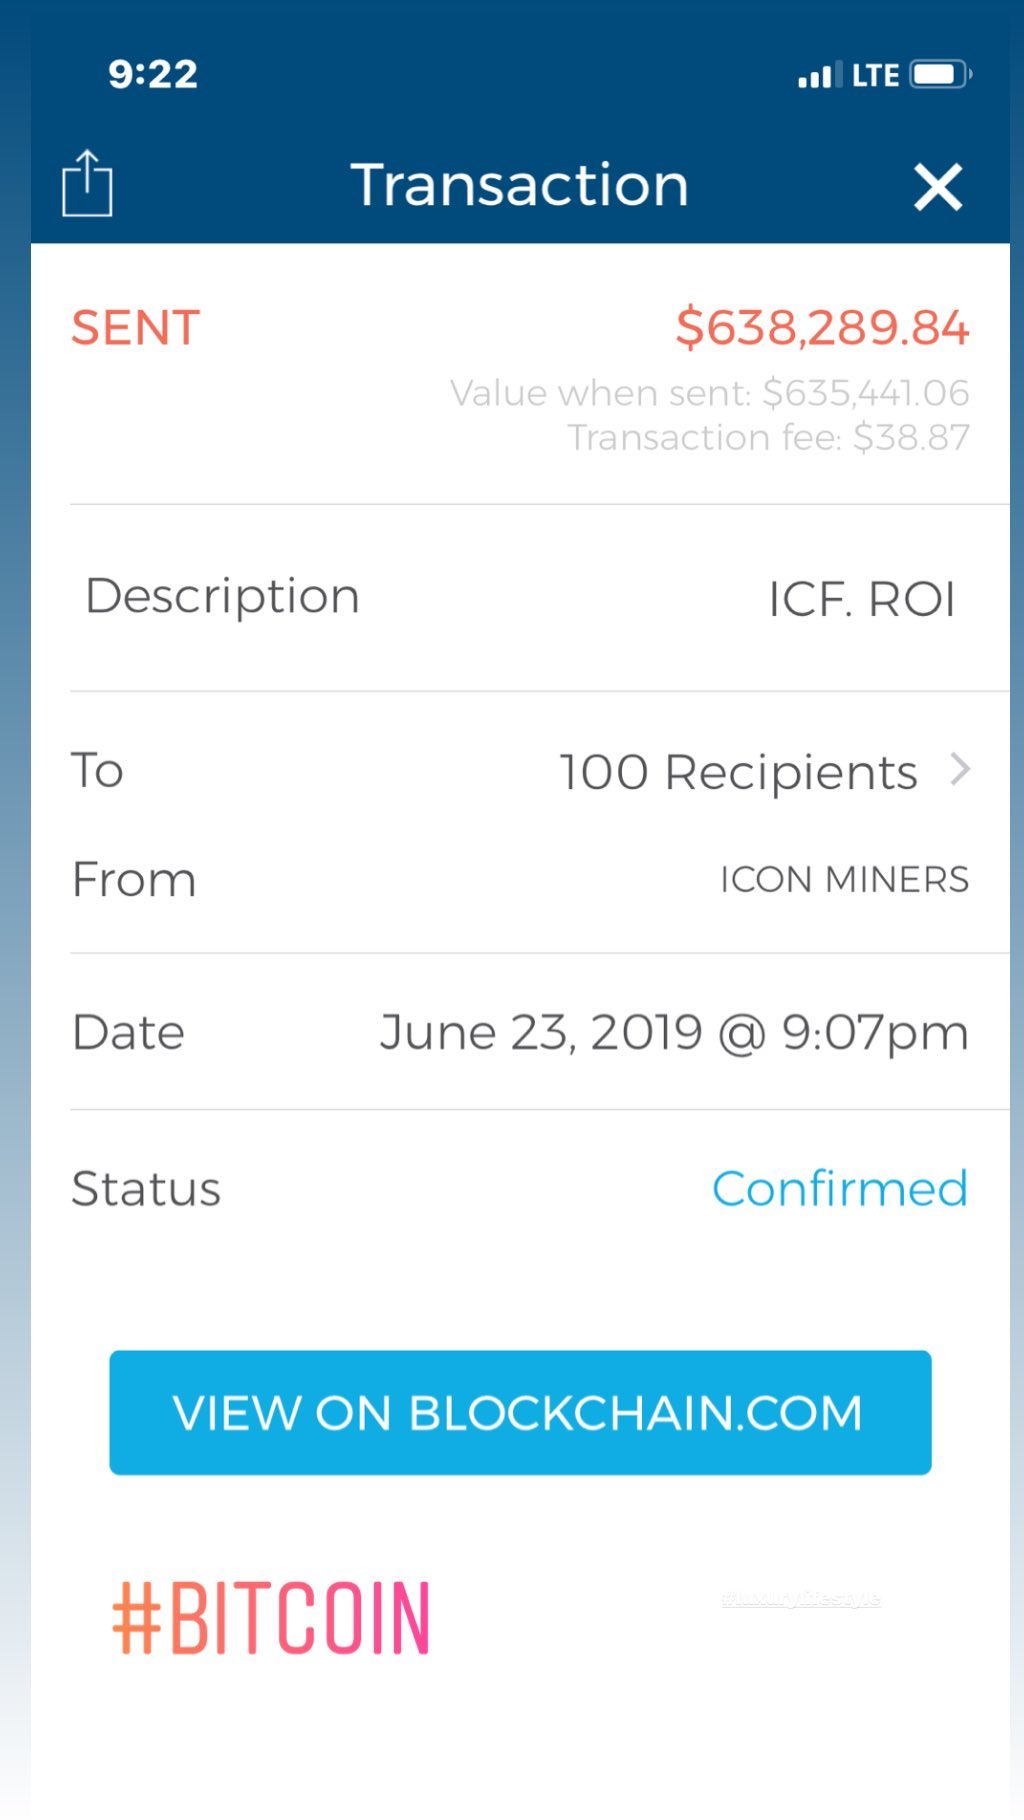 9:22 LTE
Transaction
SENT $638,289.84
Value when sent: $635,441.06
Transaction fee: $38.87
Description ICF. ROI
To 100 Recipients
From ICON MINERS
Date June 23, 2019 @ 9:07pm
Status Confirmed
VIEW ON BLOCKCHAIN.COM
#BITCOIN #luxurylifestyle